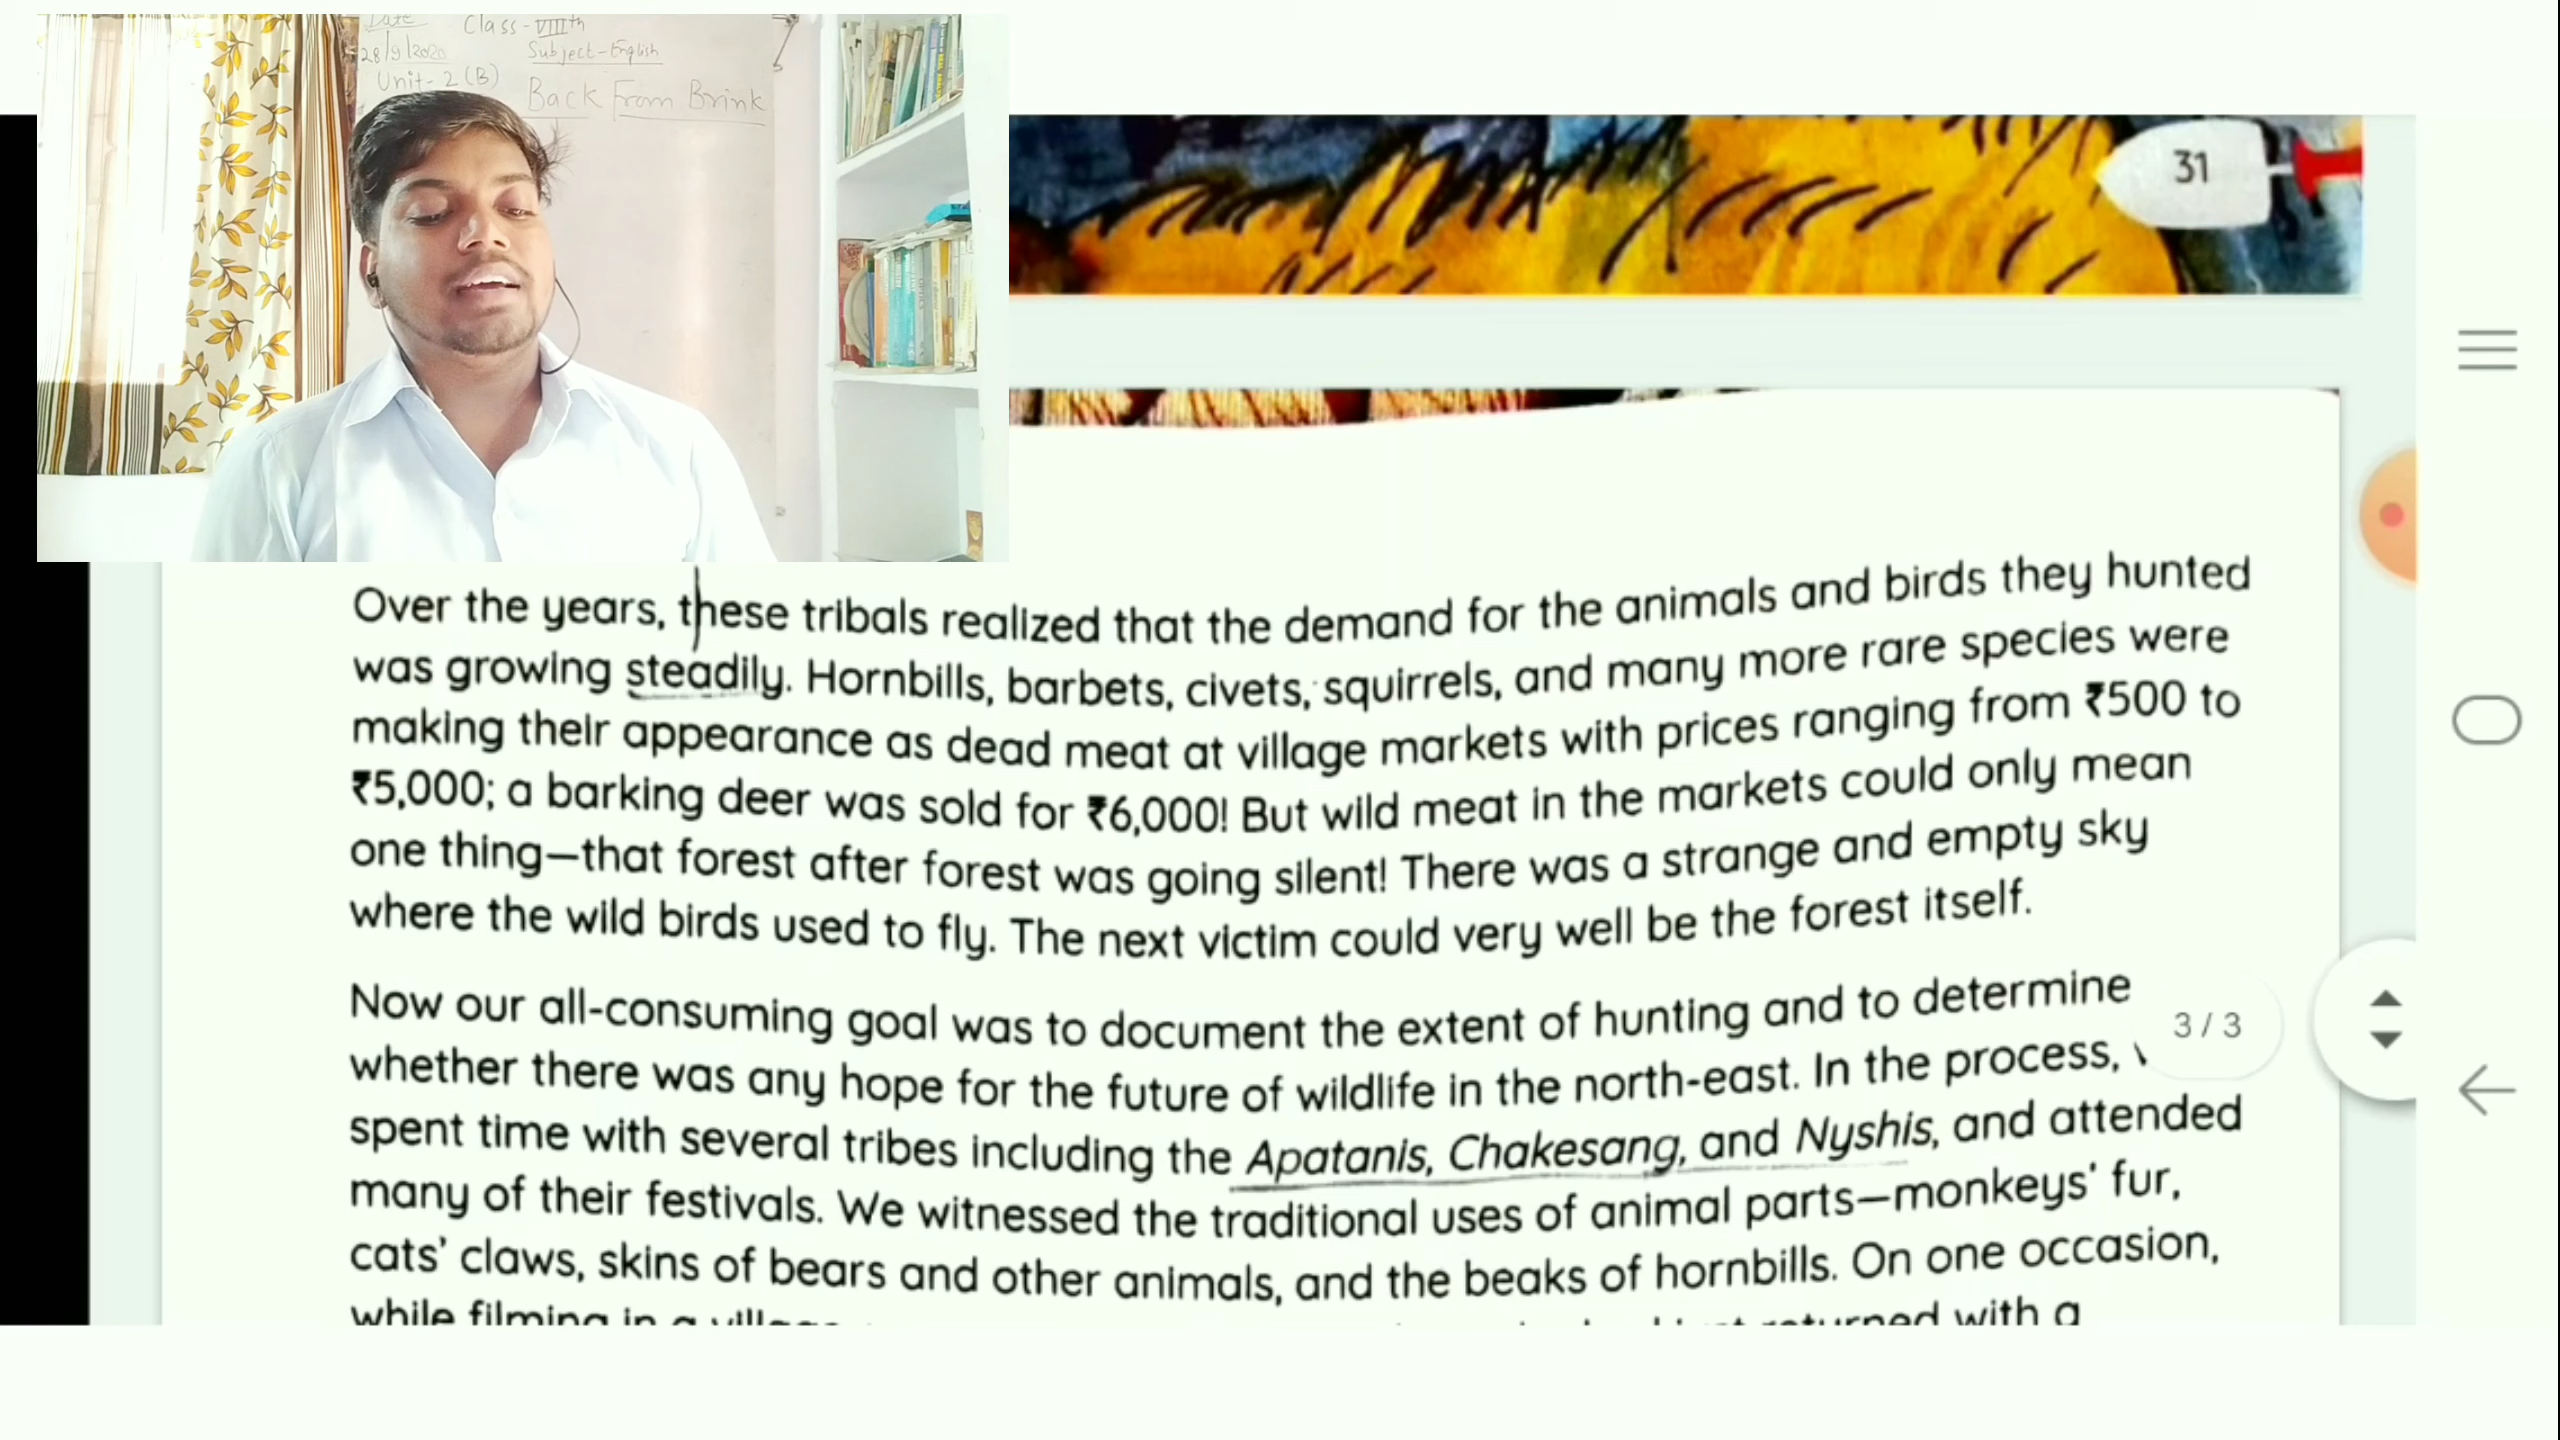 Date
Class - VIIIth
28/9/2020
Subject - English
Unit - 2 (B)
Back From Brink
31
Over the years, these tribals realized that the demand for the animals and birds they hunted
was growing steadily. Hornbills, barbets, civets, squirrels, and many more rare species were
making their appearance as dead meat at village markets with prices ranging from ₹500 to
₹5,000; a barking deer was sold for ₹6,000! But wild meat in the markets could only mean
one thing—that forest after forest was going silent! There was a strange and empty sky
where the wild birds used to fly. The next victim could very well be the forest itself.
Now our all-consuming goal was to document the extent of hunting and to determine
whether there was any hope for the future of wildlife in the north-east. In the process,
3 / 3
spent time with several tribes including the Apatanis, Chakesang, and Nyshis, and attended
many of their festivals. We witnessed the traditional uses of animal parts—monkeys' fur,
cats' claws, skins of bears and other animals, and the beaks of hornbills. On one occasion,
while filming in a village returned with a